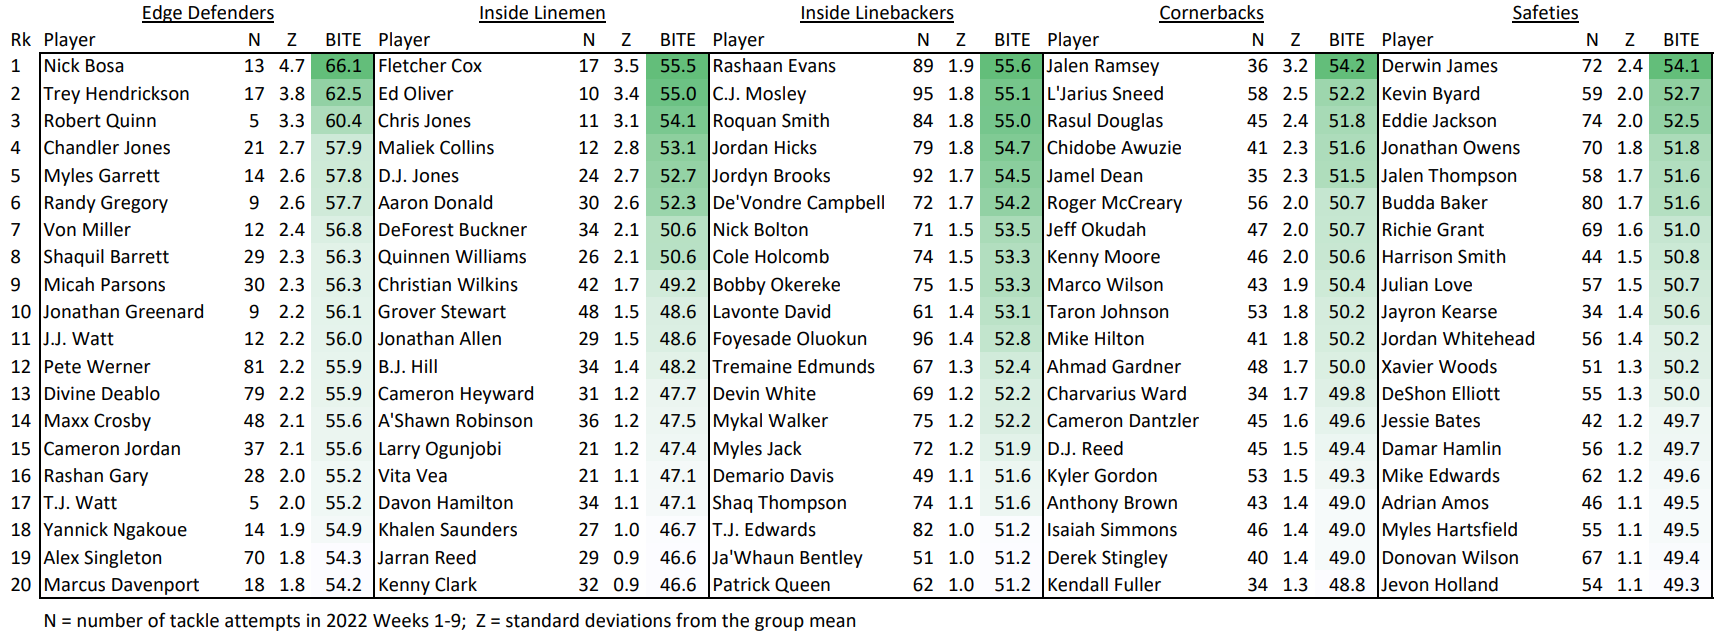 Edge Defenders Inside Linemen Inside Linebackers Cornerbacks Safeties
Rk Player N Z BITE Player N Z BITE Player N Z BITE Player N Z BITE Player N Z BITE
1 Nick Bosa 13 4.7 66.1 Fletcher Cox 17 3.5 55.5 Rashaan Evans 89 1.9 55.6 Jalen Ramsey 36 3.2 54.2 Derwin James 72 2.4 54.1
2 Trey Hendrickson 17 3.8 62.5 Ed Oliver 10 3.4 55.0 C.J. Mosley 95 1.8 55.1 L'Jarius Sneed 58 2.5 52.2 Kevin Byard 59 2.0 52.7
3 Robert Quinn 5 3.3 60.4 Chris Jones 11 3.1 54.1 Roquan Smith 84 1.8 55.0 Rasul Douglas 45 2.4 51.8 Eddie Jackson 74 2.0 52.5
4 Chandler Jones 21 2.7 57.9 Maliek Collins 12 2.8 53.1 Jordan Hicks 79 1.8 54.7 Chidobe Awuzie 41 2.3 51.6 Jonathan Owens 70 1.8 51.8
5 Myles Garrett 14 2.6 57.8 D.J. Jones 24 2.7 52.7 Jordyn Brooks 92 1.7 54.5 Jamel Dean 35 2.3 51.5 Jalen Thompson 58 1.7 51.6
6 Randy Gregory 9 2.6 57.7 Aaron Donald 30 2.6 52.3 De'Vondre Campbell 72 1.7 54.2 Roger McCreary 56 2.0 50.7 Budda Baker 80 1.7 51.6
7 Von Miller 12 2.4 56.8 DeForest Buckner 34 2.1 50.6 Nick Bolton 71 1.5 53.5 Jeff Okudah 47 2.0 50.7 Richie Grant 69 1.6 51.0
8 Shaquil Barrett 29 2.3 56.3 Quinnen Williams 26 2.1 50.6 Cole Holcomb 74 1.5 53.3 Kenny Moore 46 2.0 50.6 Harrison Smith 44 1.5 50.8
9 Micah Parsons 30 2.3 56.3 Christian Wilkins 42 1.7 49.2 Bobby Okereke 75 1.5 53.3 Marco Wilson 43 1.9 50.4 Julian Love 57 1.5 50.7
10 Jonathan Greenard 9 2.2 56.1 Grover Stewart 48 1.5 48.6 Lavonte David 61 1.4 53.1 Taron Johnson 53 1.8 50.2 Jayron Kearse 34 1.4 50.6
11 J.J. Watt 12 2.2 56.0 Jonathan Allen 29 1.5 48.6 Foyesade Oluokun 96 1.4 52.8 Mike Hilton 41 1.8 50.2 Jordan Whitehead 56 1.4 50.2
12 Pete Werner 81 2.2 55.9 B.J. Hill 34 1.4 48.2 Tremaine Edmunds 67 1.3 52.4 Ahmad Gardner 48 1.7 50.0 Xavier Woods 51 1.3 50.2
13 Divine Deablo 79 2.2 55.9 Cameron Heyward 31 1.2 47.7 Devin White 69 1.2 52.2 Charvarius Ward 34 1.7 49.8 DeShon Elliott 55 1.3 50.0
14 Maxx Crosby 48 2.1 55.6 A'Shawn Robinson 36 1.2 47.5 Mykal Walker 75 1.2 52.2 Cameron Dantzler 45 1.6 49.6 Jessie Bates 42 1.2 49.7
15 Cameron Jordan 37 2.1 55.6 Larry Ogunjobi 21 1.2 47.4 Myles Jack 72 1.2 51.9 D.J. Reed 45 1.5 49.4 Damar Hamlin 56 1.2 49.7
16 Rashan Gary 28 2.0 55.2 Vita Vea 21 1.1 47.1 Demario Davis 49 1.1 51.6 Kyler Gordon 53 1.5 49.3 Mike Edwards 62 1.2 49.6
17 T.J. Watt 5 2.0 55.2 Davon Hamilton 34 1.1 47.1 Shaq Thompson 74 1.1 51.6 Anthony Brown 43 1.4 49.0 Adrian Amos 46 1.1 49.5
18 Yannick Ngakoue 14 1.9 54.9 Khalen Saunders 27 1.0 46.7 T.J. Edwards 82 1.0 51.2 Isaiah Simmons 46 1.4 49.0 Myles Hartsfield 55 1.1 49.5
19 Alex Singleton 70 1.8 54.3 Jarran Reed 29 0.9 46.6 Ja'Whaun Bentley 51 1.0 51.2 Derek Stingley 40 1.4 49.0 Donovan Wilson 67 1.1 49.4
20 Marcus Davenport 18 1.8 54.2 Kenny Clark 32 0.9 46.6 Patrick Queen 62 1.0 51.2 Kendall Fuller 34 1.3 48.8 Jevon Holland 54 1.1 49.3
N = number of tackle attempts in 2022 Weeks 1-9; Z = standard deviations from the group mean